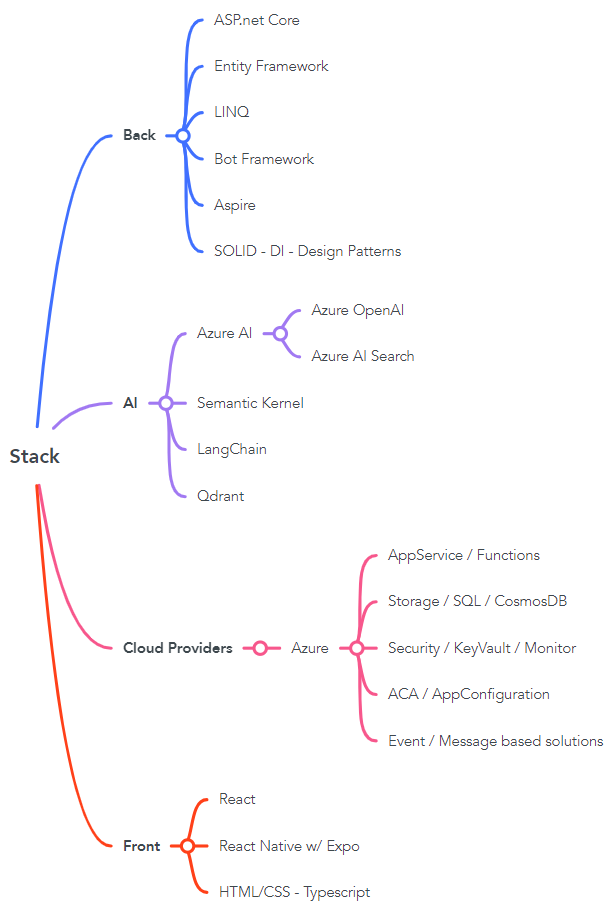 ASP.net Core
Entity Framework
LINQ
Back
Bot Framework
Aspire
SOLID - DI - Design Patterns
Azure OpenAI
Azure AI
Azure AI Search
AI
Semantic Kernel
LangChain
Stack
Qdrant
AppService / Functions
Storage / SQL / CosmosDB
Cloud Providers
Azure
Security / KeyVault / Monitor
ACA / AppConfiguration
Event / Message based solutions
React
Front
React Native w/ Expo
HTML/CSS - Typescript